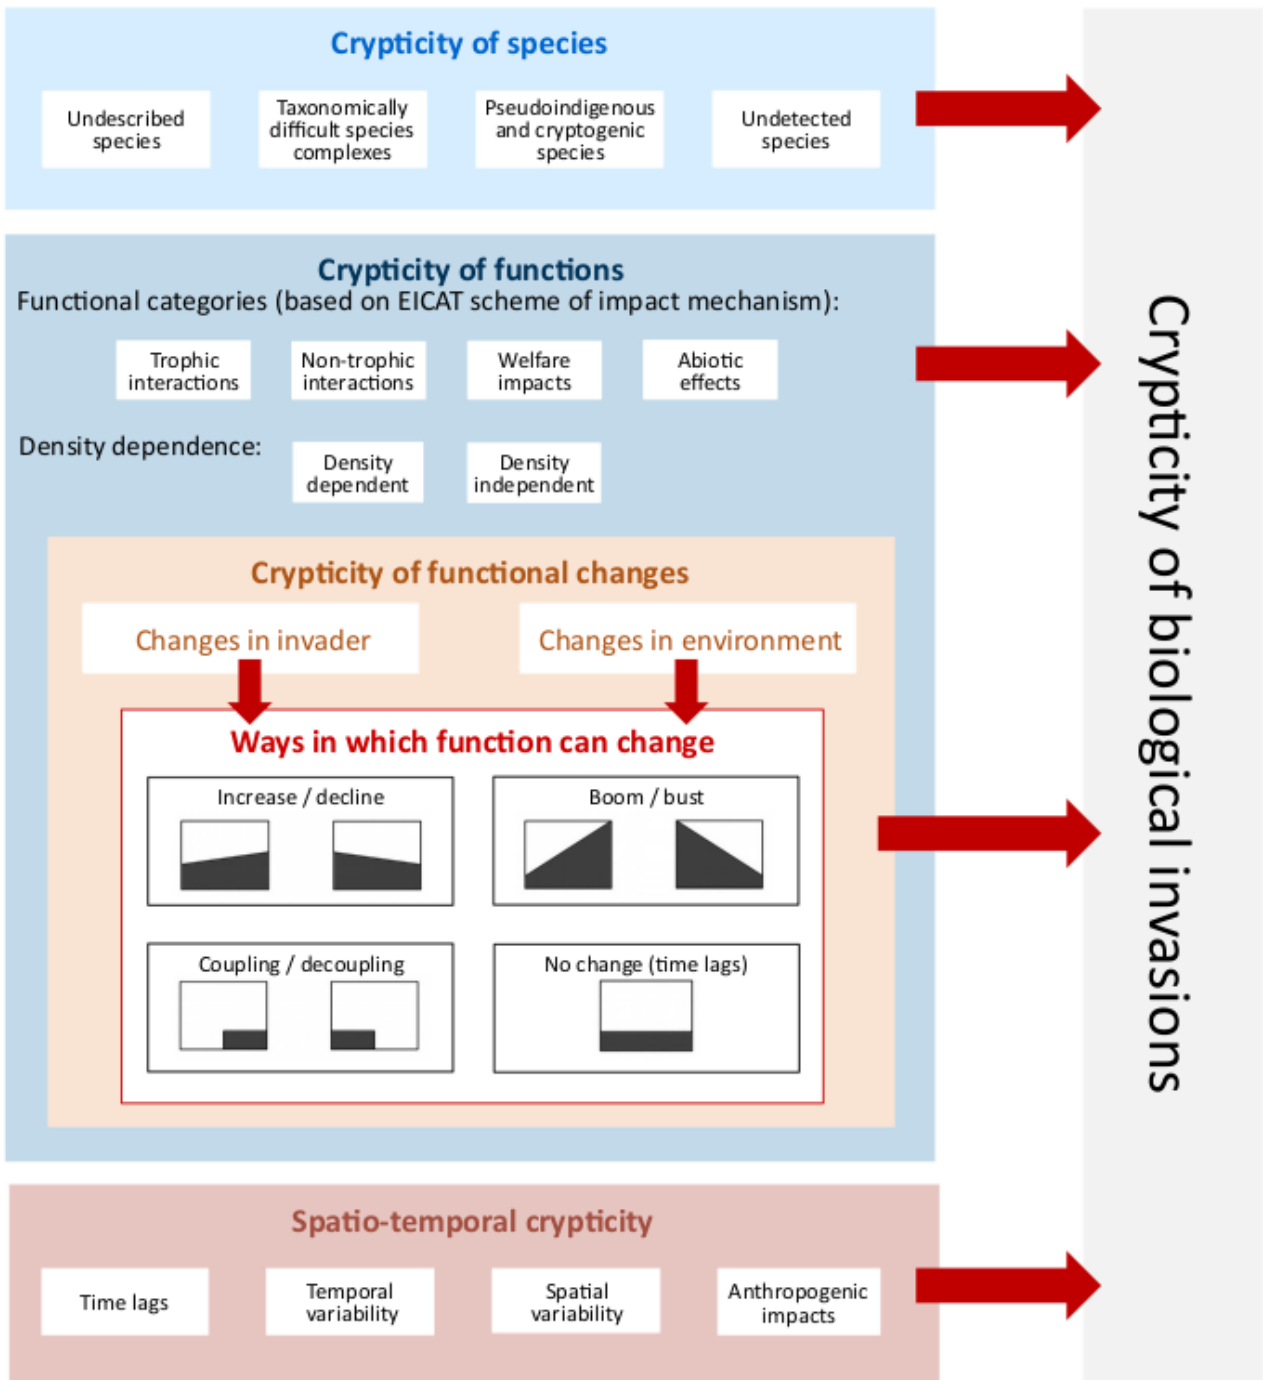 Crypticity of species
Undescribed
species
Taxonomically
difficult species
complexes
Pseudoindigenous
and cryptogenic
species
Undetected
species
Crypticity of functions
Functional categories (based on EICAT scheme of impact mechanism):
Trophic
interactions
Non-trophic
interactions
Welfare
impacts
Abiotic
effects
Density dependence:
Density
dependent
Density
independent
Crypticity of functional changes
Changes in invader
Changes in environment
Ways in which function can change
Increase / decline
Boom / bust
Coupling / decoupling
No change (time lags)
Spatio-temporal crypticity
Time lags
Temporal
variability
Spatial
variability
Anthropogenic
impacts
Crypticity of biological invasions